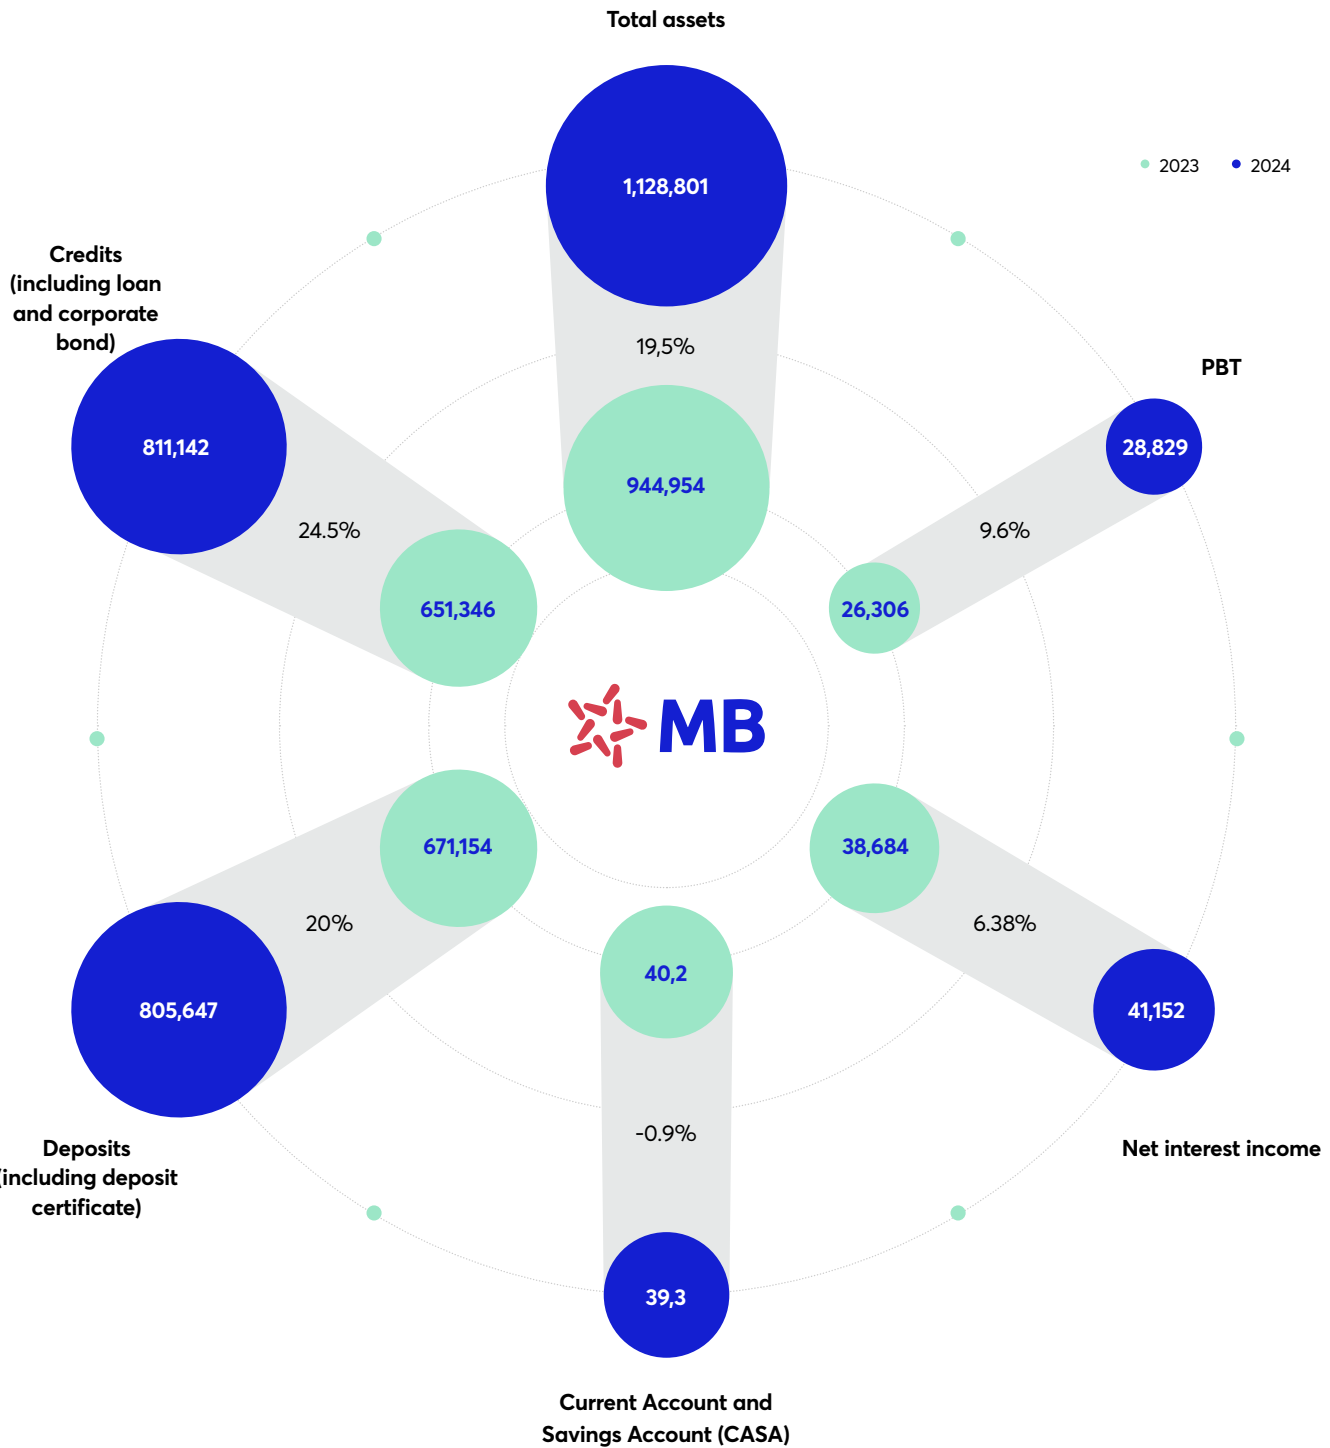 Total assets
1,128,801
2023
2024
19,5%
944,954
Credits
(including loan
and corporate
bond)
811,142
24.5%
651,346
PBT
28,829
9.6%
26,306
MB
671,154
20%
805,647
Deposits
(including deposit
certificate)
38,684
6.38%
41,152
Net interest income
40,2
-0.9%
39,3
Current Account and
Savings Account (CASA)